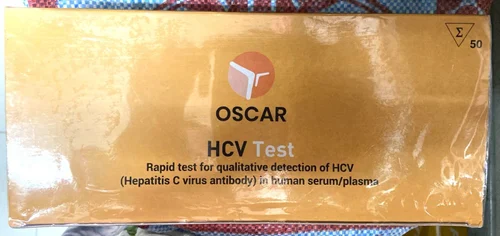 Σ
50
OSCAR
HCV Test
Rapid test for qualitative detection of HCV
(Hepatitis C virus antibody) in human serum/plasma